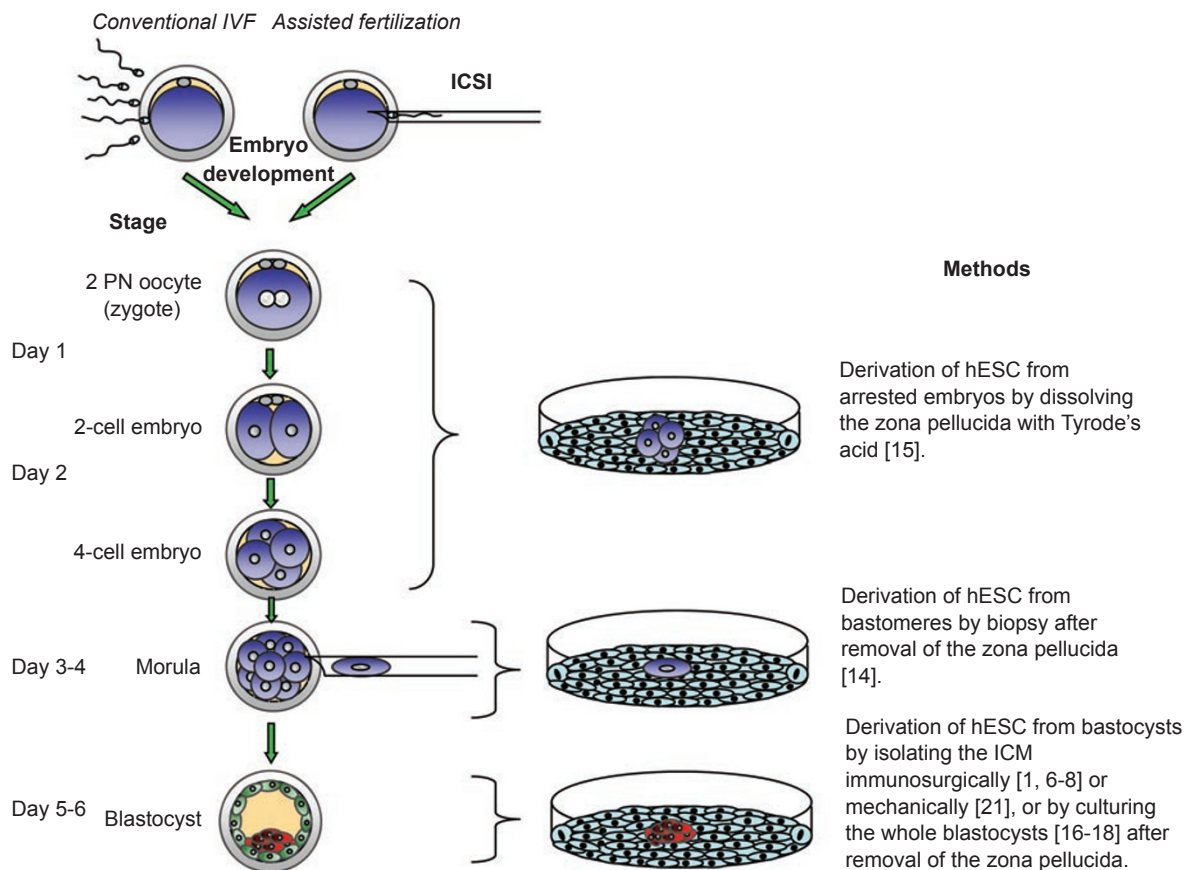 Conventional IVF Assisted fertilization
ICSI
Embryo
development
Stage
Methods
2 PN oocyte
(zygote)
Day 1
2-cell embryo
Day 2
4-cell embryo
Derivation of hESC from
arrested embryos by dissolving
the zona pellucida with Tyrode’s
acid [15].
Day 3-4
Morula
Derivation of hESC from
bastomeres by biopsy after
removal of the zona pellucida
[14].
Day 5-6
Blastocyst
Derivation of hESC from bastocysts
by isolating the ICM
immunosurgically [1, 6-8] or
mechanically [21], or by culturing
the whole blastocysts [16-18] after
removal of the zona pellucida.